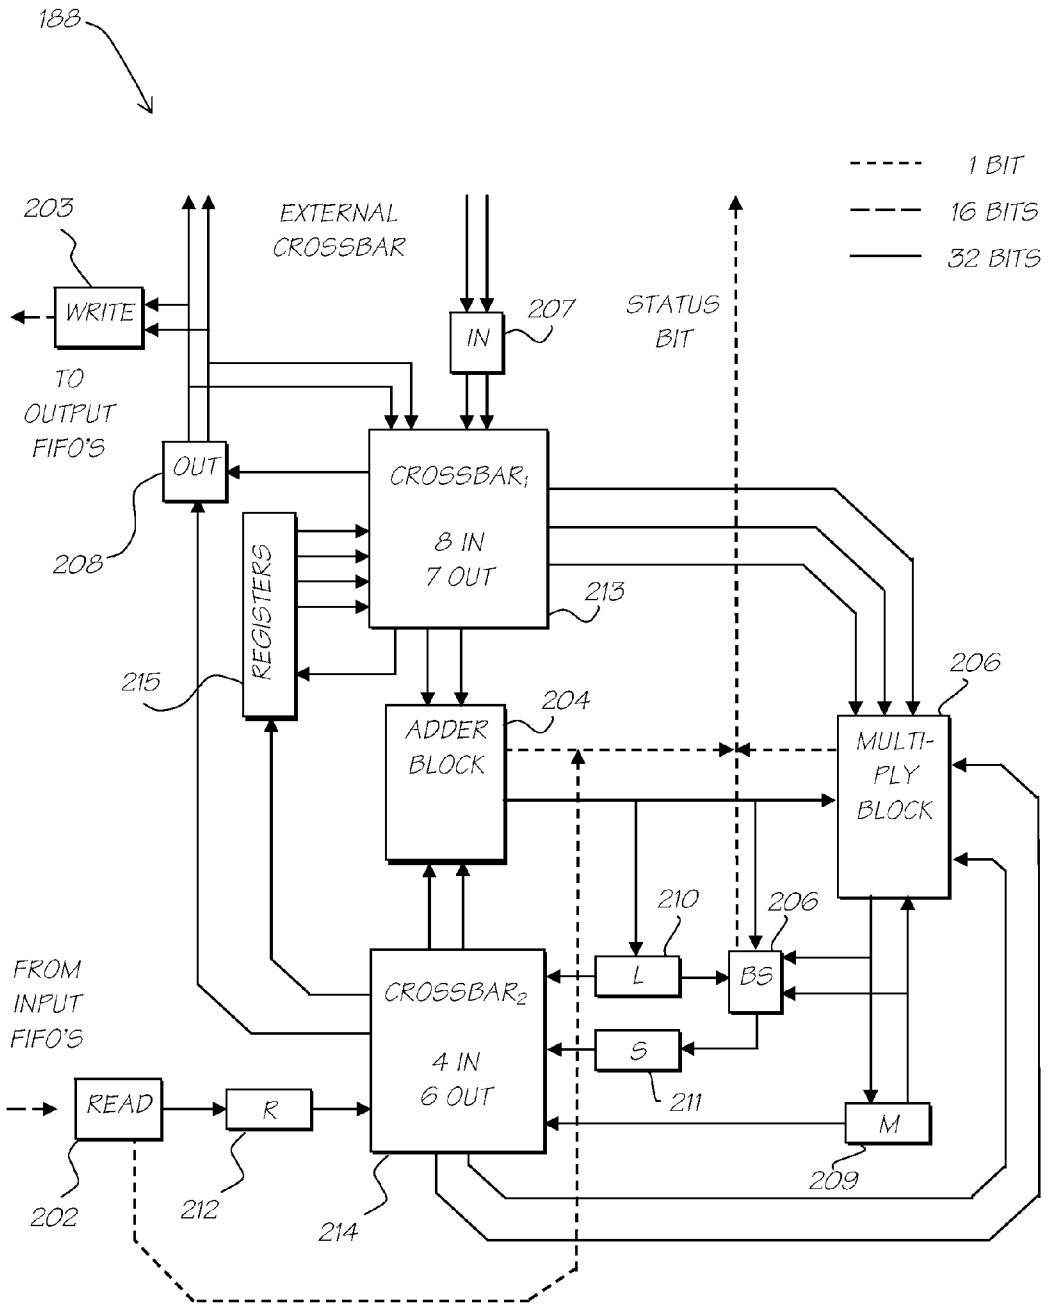 188
1 BIT
16 BITS
32 BITS
203
EXTERNAL
CROSSBAR
WRITE
207
IN
STATUS
BIT
TO
OUTPUT
FIFO'S
OUT
208
CROSSBAR₁
8 IN
7 OUT
213
REGISTERS
215
206
204
ADDER
BLOCK
MULTI-
PLY
BLOCK
210
206
L
BS
FROM
INPUT
FIFO'S
CROSSBAR₂
4 IN
6 OUT
S
211
READ
R
M
202
212
214
209